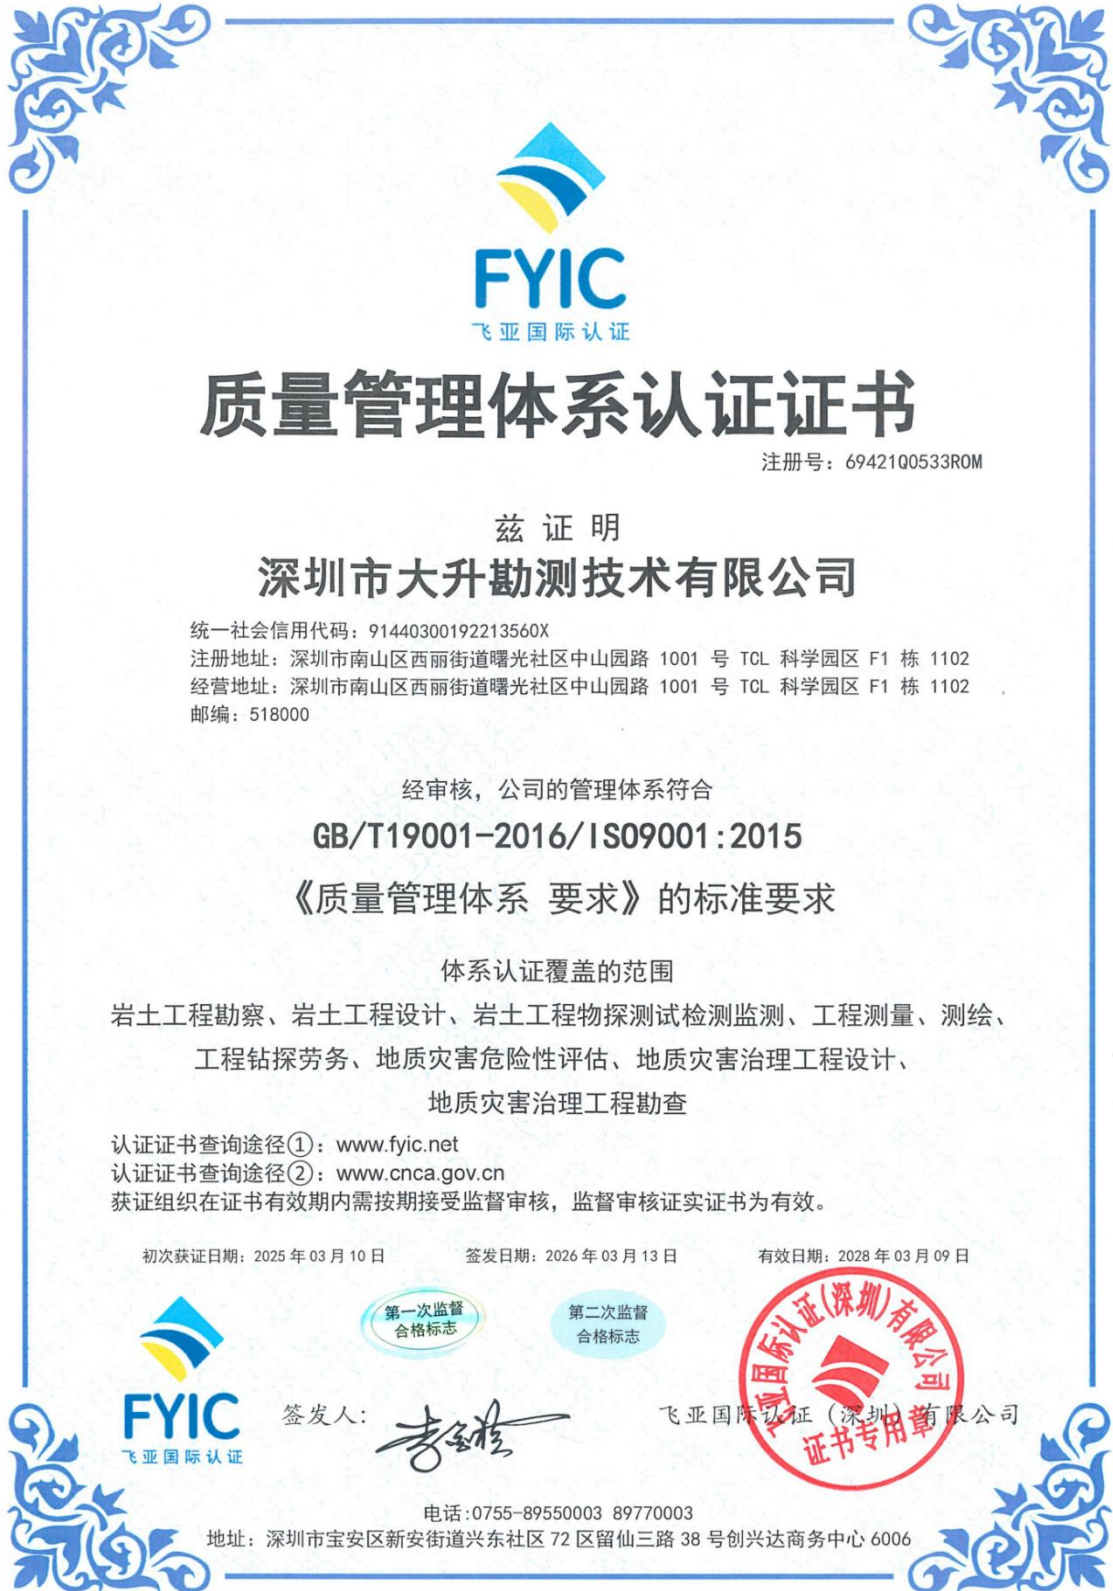 FYIC
飞亚国际认证
质量管理体系认证证书
注册号：69421Q0533ROM
兹 证 明
深圳市大升勘测技术有限公司
统一社会信用代码：91440300192213560X
注册地址：深圳市南山区西丽街道曙光社区中山园路 1001 号 TCL 科学园区 F1 栋 1102
经营地址：深圳市南山区西丽街道曙光社区中山园路 1001 号 TCL 科学园区 F1 栋 1102
邮编：518000
经审核，公司的管理体系符合
GB/T19001-2016/ISO9001:2015
《质量管理体系 要求》的标准要求
体系认证覆盖的范围
岩土工程勘察、岩土工程设计、岩土工程物探测试检测监测、工程测量、测绘、
工程钻探劳务、地质灾害危险性评估、地质灾害治理工程设计、
地质灾害治理工程勘查
认证证书查询途径①：www.fyic.net
认证证书查询途径②：www.cnca.gov.cn
获证组织在证书有效期内需按期接受监督审核，监督审核证实证书为有效。
初次获证日期：2025 年 03 月 10 日 签发日期：2026 年 03 月 13 日 有效日期：2028 年 03 月 09 日
第一次监督
合格标志
第二次监督
合格标志
飞亚国际认证(深圳)有限公司
证书专用章
FYIC
飞亚国际认证
签发人：
飞亚国际认证（深圳）有限公司
电话:0755-89550003 89770003
地址：深圳市宝安区新安街道兴东社区 72 区留仙三路 38 号创兴达商务中心 6006